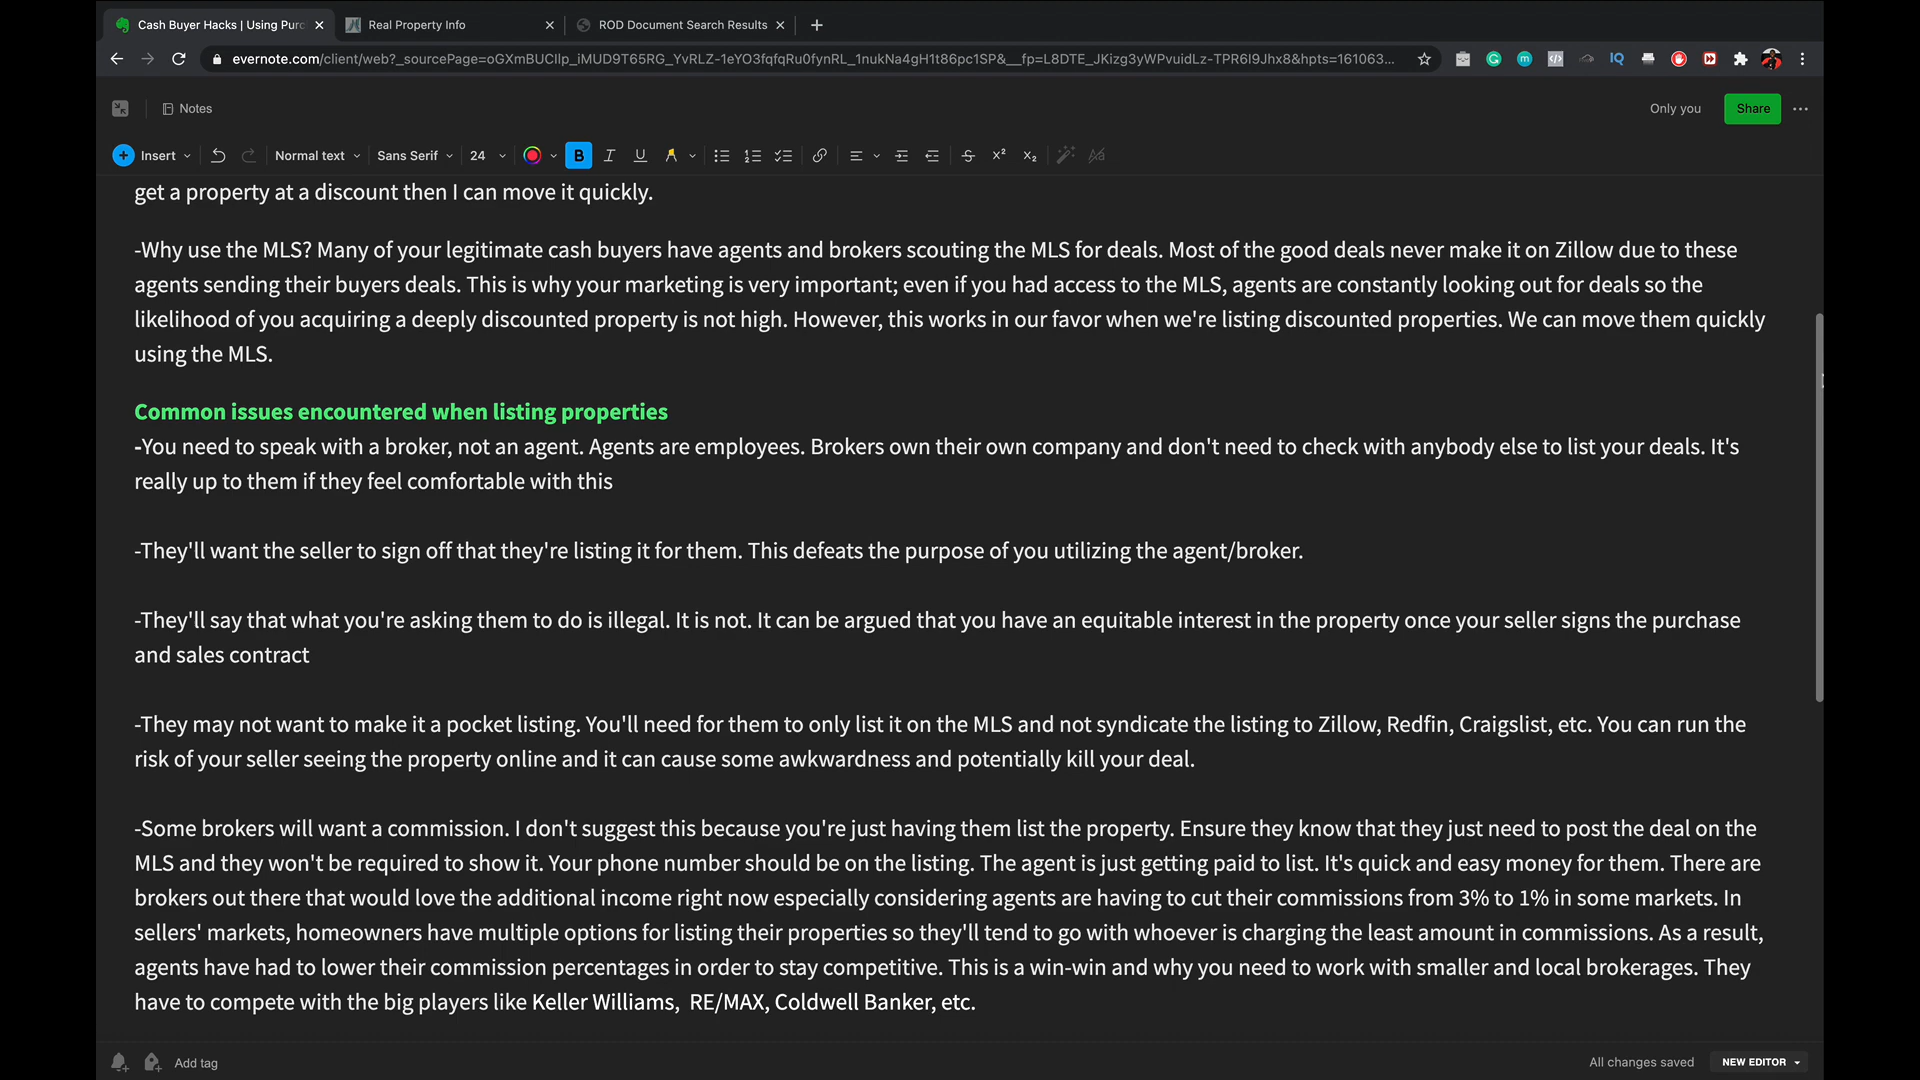 Cash Buyer Hacks | Using Purc
Real Property Info
ROD Document Search Results
evernote.com/client/web?_sourcePage=oGXmBUCIlp_iMUD9T65RG_YvRLZ-1eYO3fqfqRu0fynRL_1nukNa4gH1t86pc1SP&__fp=L8DTE_JKizg3yWPvuidLz-TPR6I9Jhx8&hpts=161063...
Notes
Only you
Share
Insert
Normal text
Sans Serif
24
B I U
get a property at a discount then I can move it quickly.
-Why use the MLS? Many of your legitimate cash buyers have agents and brokers scouting the MLS for deals. Most of the good deals never make it on Zillow due to these
agents sending their buyers deals. This is why your marketing is very important; even if you had access to the MLS, agents are constantly looking out for deals so the
likelihood of you acquiring a deeply discounted property is not high. However, this works in our favor when we're listing discounted properties. We can move them quickly
using the MLS.
Common issues encountered when listing properties
-You need to speak with a broker, not an agent. Agents are employees. Brokers own their own company and don't need to check with anybody else to list your deals. It's
really up to them if they feel comfortable with this
-They'll want the seller to sign off that they're listing it for them. This defeats the purpose of you utilizing the agent/broker.
-They'll say that what you're asking them to do is illegal. It is not. It can be argued that you have an equitable interest in the property once your seller signs the purchase
and sales contract
-They may not want to make it a pocket listing. You'll need for them to only list it on the MLS and not syndicate the listing to Zillow, Redfin, Craigslist, etc. You can run the
risk of your seller seeing the property online and it can cause some awkwardness and potentially kill your deal.
-Some brokers will want a commission. I don't suggest this because you're just having them list the property. Ensure they know that they just need to post the deal on the
MLS and they won't be required to show it. Your phone number should be on the listing. The agent is just getting paid to list. It's quick and easy money for them. There are
brokers out there that would love the additional income right now especially considering agents are having to cut their commissions from 3% to 1% in some markets. In
sellers' markets, homeowners have multiple options for listing their properties so they'll tend to go with whoever is charging the least amount in commissions. As a result,
agents have had to lower their commission percentages in order to stay competitive. This is a win-win and why you need to work with smaller and local brokerages. They
have to compete with the big players like Keller Williams,  RE/MAX, Coldwell Banker, etc.
Add tag
All changes saved
NEW EDITOR